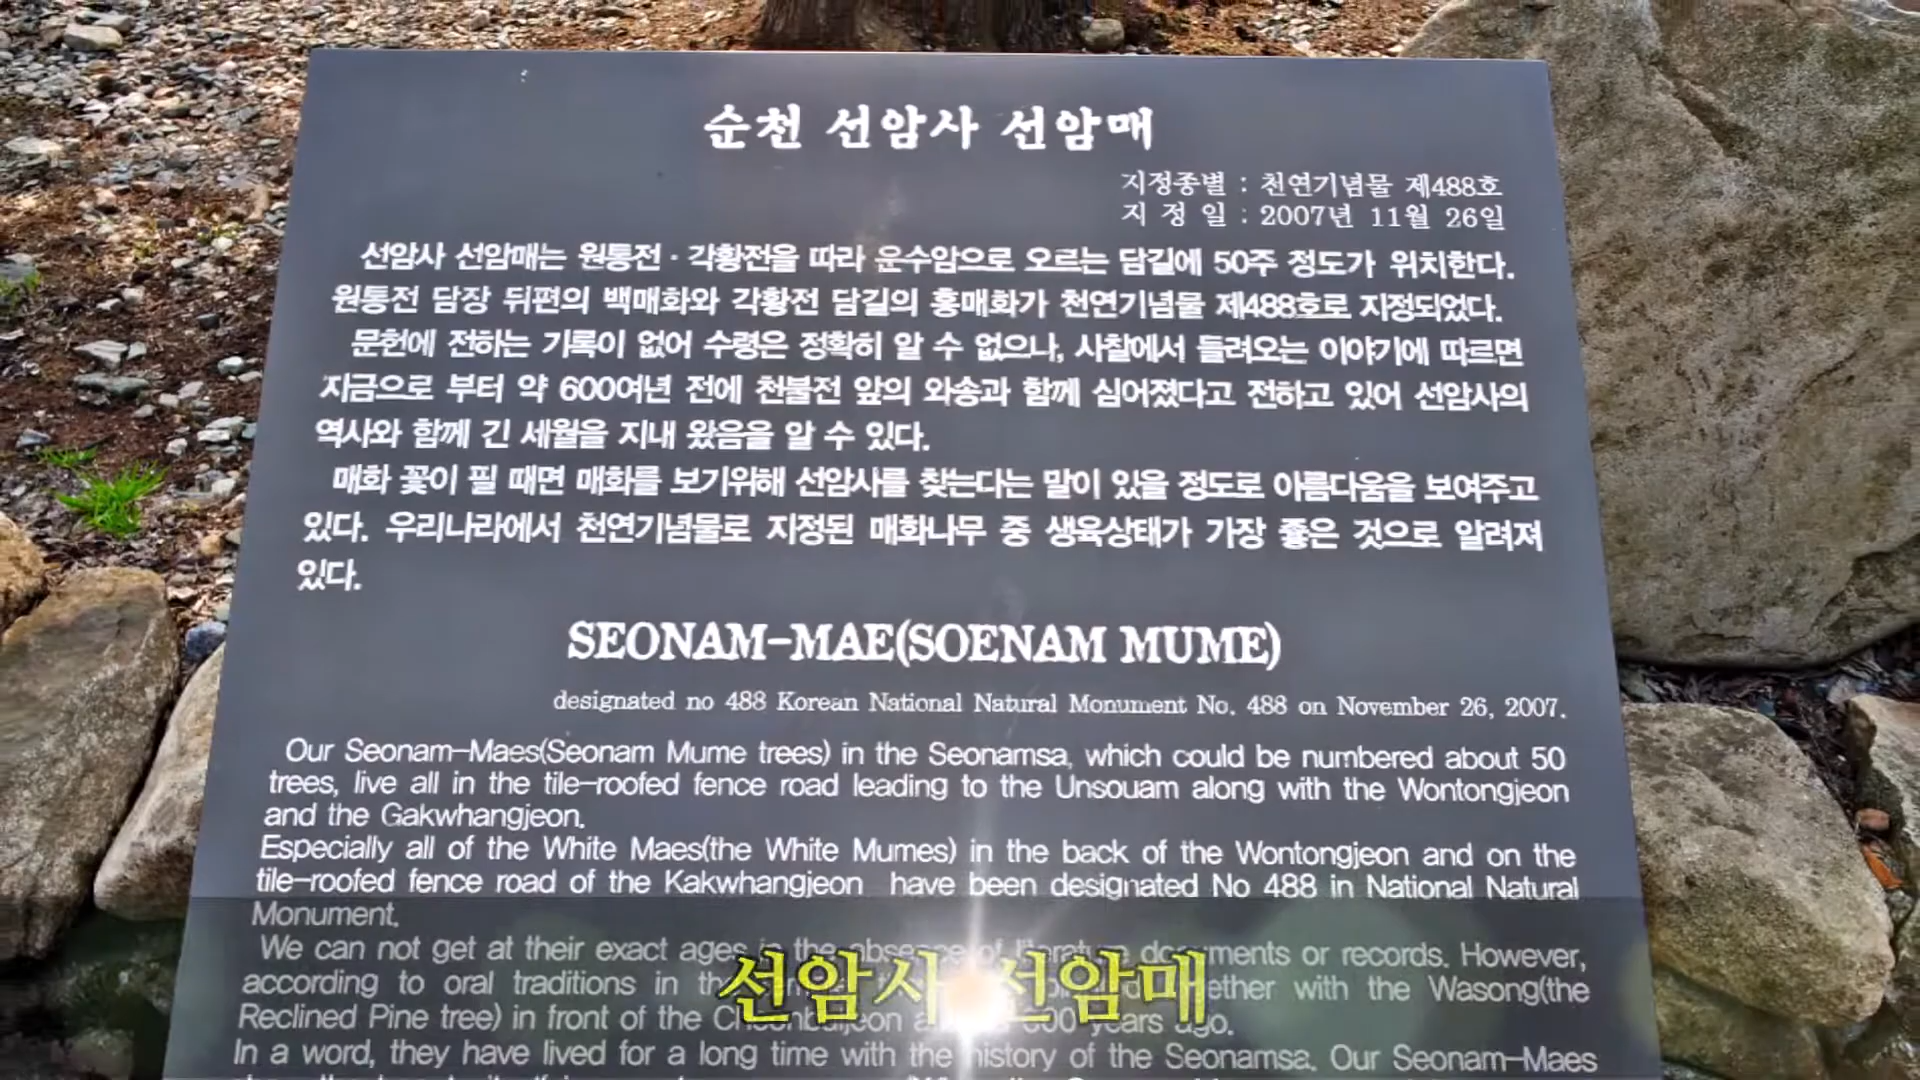 순천 선암사 선암매
지정종별 : 천연기념물 제488호
지 정 일 : 2007년 11월 26일
선암사 선암매는 원통전 · 각황전을 따라 운수암으로 오르는 담길에 50주 정도가 위치한다.
원통전 담장 뒤편의 백매화와 각황전 담길의 홍매화가 천연기념물 제488호로 지정되었다.
문헌에 전하는 기록이 없어 수령은 정확히 알 수 없으나, 사찰에서 들려오는 이야기에 따르면
지금으로 부터 약 600여년 전에 천불전 앞의 와송과 함께 심어졌다고 전하고 있어 선암사의
역사와 함께 긴 세월을 지내 왔음을 알 수 있다.
매화 꽃이 필 때면 매화를 보기위해 선암사를 찾는다는 말이 있을 정도로 아름다움을 보여주고
있다. 우리나라에서 천연기념물로 지정된 매화나무 중 생육상태가 가장 좋은 것으로 알려져
있다.
SEONAM-MAE(SOENAM MUME)
designated no 488 Korean National Natural Monument No. 488 on November 26, 2007.
Our Seonam-Maes(Seonam Mume trees) in the Seonamsa, which could be numbered about 50
trees, live all in the tile-roofed fence road leading to the Unsouam along with the Wontongjeon
and the Gakwhangjeon.
Especially all of the White Maes(the White Mumes) in the back of the Wontongjeon and on the
tile-roofed fence road of the Kakwhangjeon have been designated No 488 in National Natural
Monument.
We can not get at their exact ages in the absence of documents or records. However,
according to oral traditions in with the Wasong(the
Reclined Pine tree) in front of the years ago.
In a word, they have lived for a long time with the history of the Seonamsa. Our Seonam-Maes
선암사 선암매